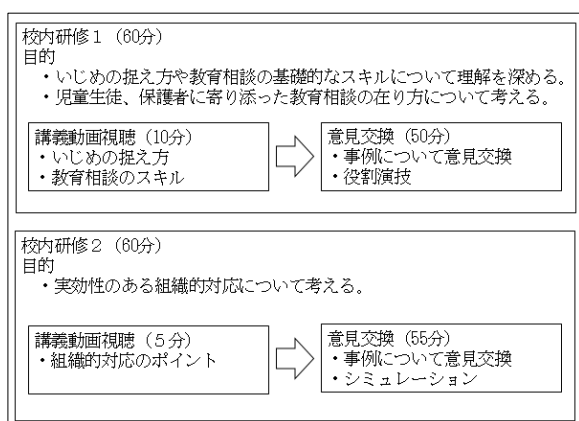 校内研修１（60分）
目的
・いじめの捉え方や教育相談の基礎的なスキルについて理解を深める。
・児童生徒、保護者に寄り添った教育相談の在り方について考える。
講義動画視聴（10分）
・いじめの捉え方
・教育相談のスキル
意見交換（50分）
・事例について意見交換
・役割演技
校内研修２（60分）
目的
・実効性のある組織的対応について考える。
講義動画視聴（５分）
・組織的対応のポイント
意見交換（55分）
・事例について意見交換
・シミュレーション